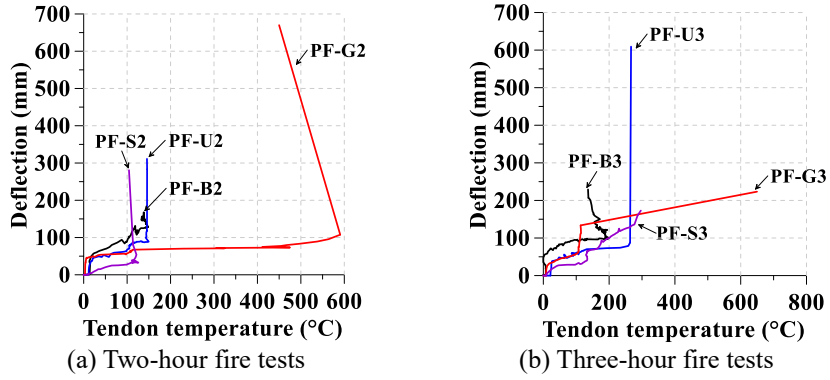 700
600
500
400
300
200
100
0
Deflection (mm)
PF-G2
PF-S2
PF-U2
PF-B2
0 100 200 300 400 500 600
Tendon temperature (°C)
(a) Two-hour fire tests
700
600
500
400
300
200
100
0
Deflection (mm)
PF-U3
PF-B3
PF-G3
PF-S3
0 200 400 600 800
Tendon temperature (°C)
(b) Three-hour fire tests